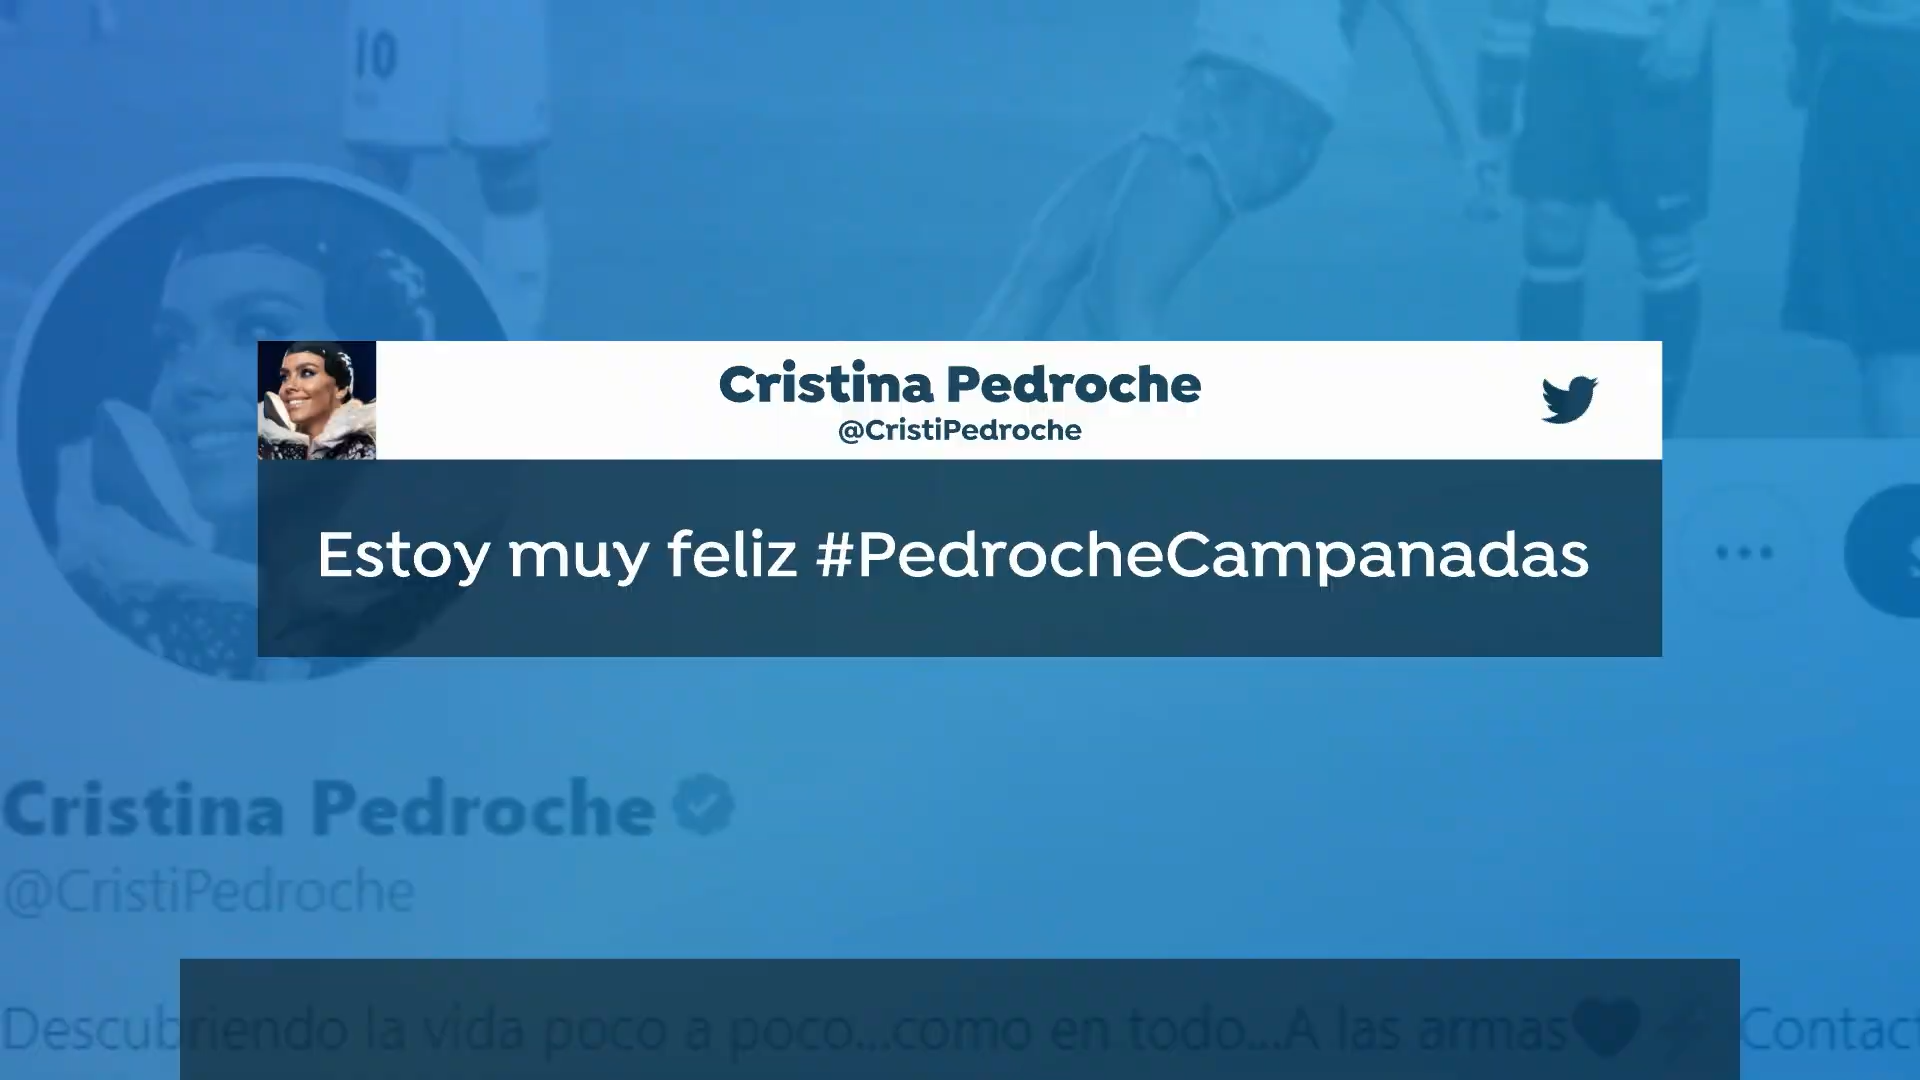 10
Cristina Pedroche
@CristiPedroche
Estoy muy feliz #PedrocheCampanadas
Cristina Pedroche
@CristiPedroche
Descubriendo la vida poco a poco...como en todo...A las armas